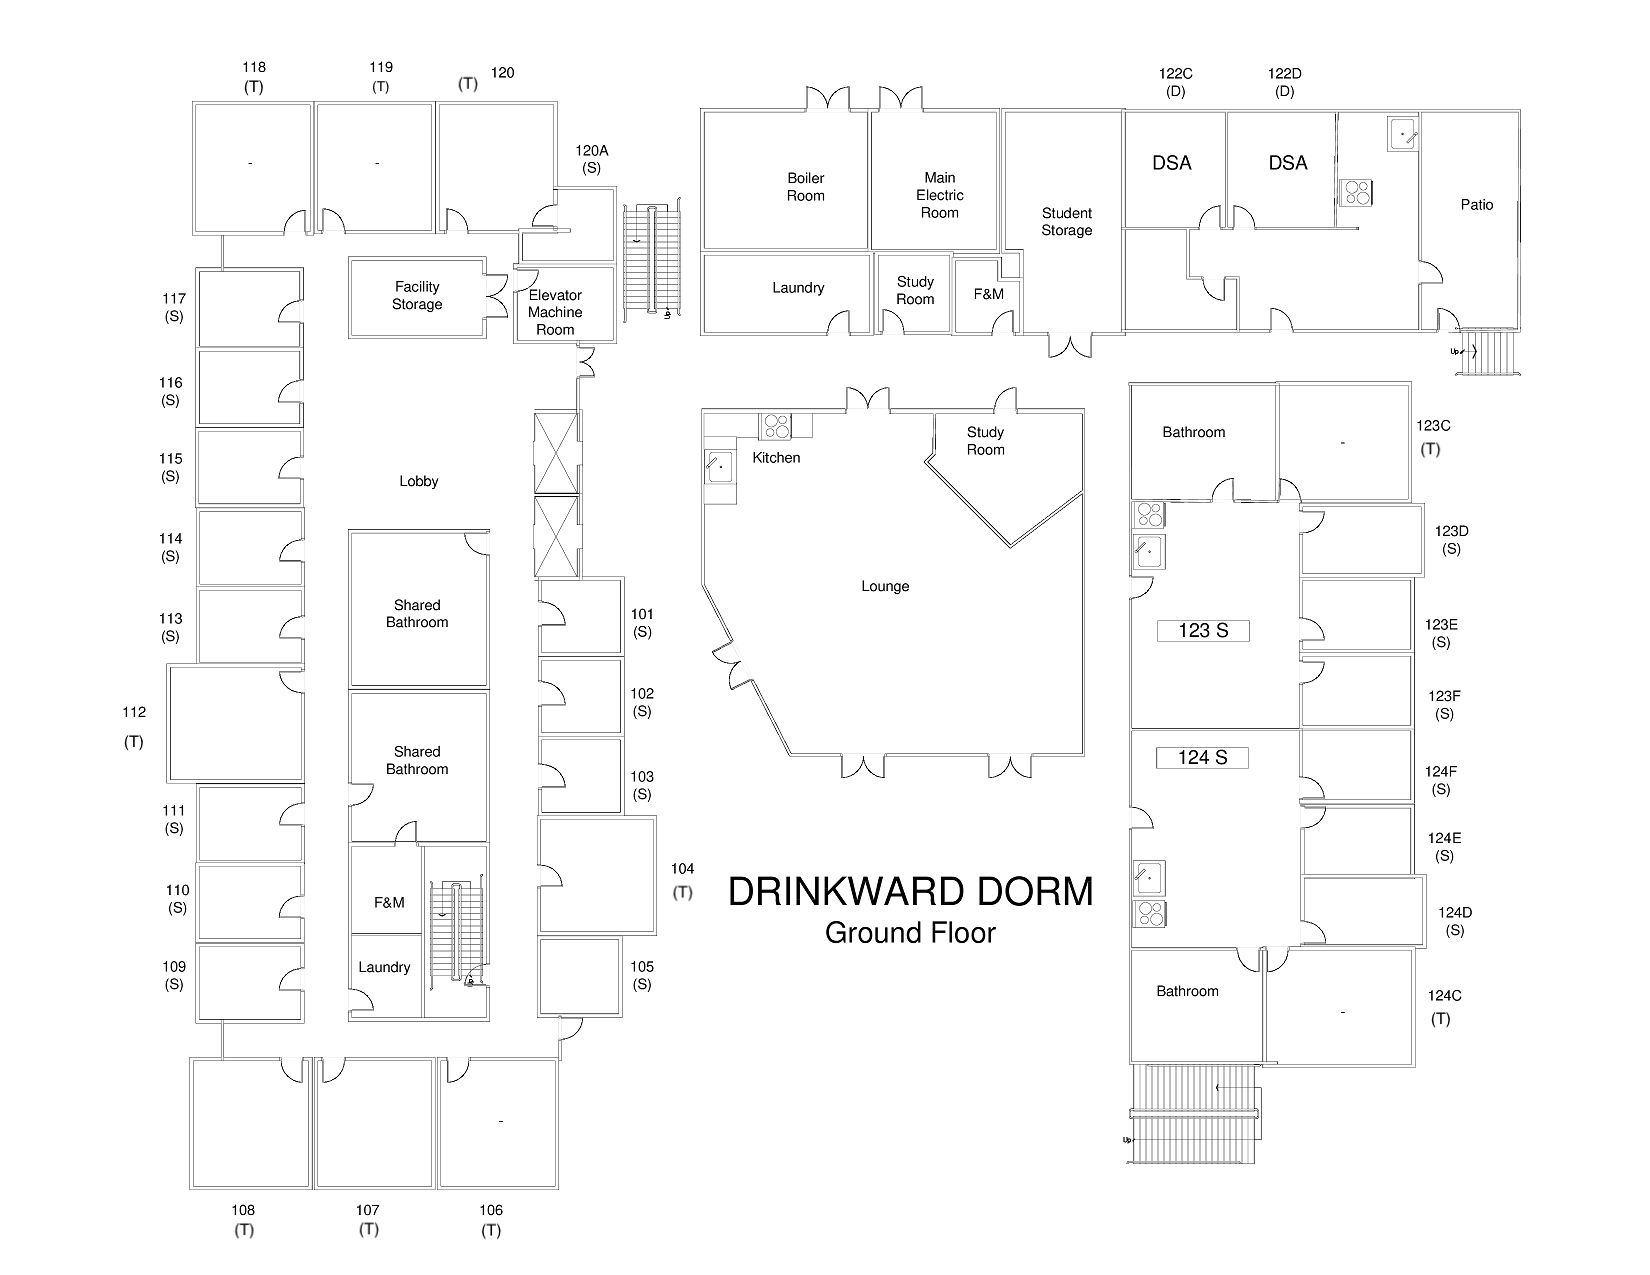 118
(T)
119
(T)
(T) 120
120A
(S)
122C
(D)
122D
(D)
DSA
DSA
Boiler
Room
Main
Electric
Room
Student
Storage
Patio
Laundry
Study
Room
F&M
Up
Up
Facility
Storage
Elevator
Machine
Room
117
(S)
116
(S)
115
(S)
114
(S)
113
(S)
112
(T)
111
(S)
110
(S)
109
(S)
Lobby
Shared
Bathroom
Shared
Bathroom
F&M
Laundry
Up
101
(S)
102
(S)
103
(S)
104
(T)
105
(S)
108
(T)
107
(T)
106
(T)
Kitchen
Study
Room
Lounge
DRINKWARD DORM
Ground Floor
Bathroom
123C
(T)
123D
(S)
123 S
123E
(S)
123F
(S)
124 S
124F
(S)
124E
(S)
124D
(S)
Bathroom
124C
(T)
Up